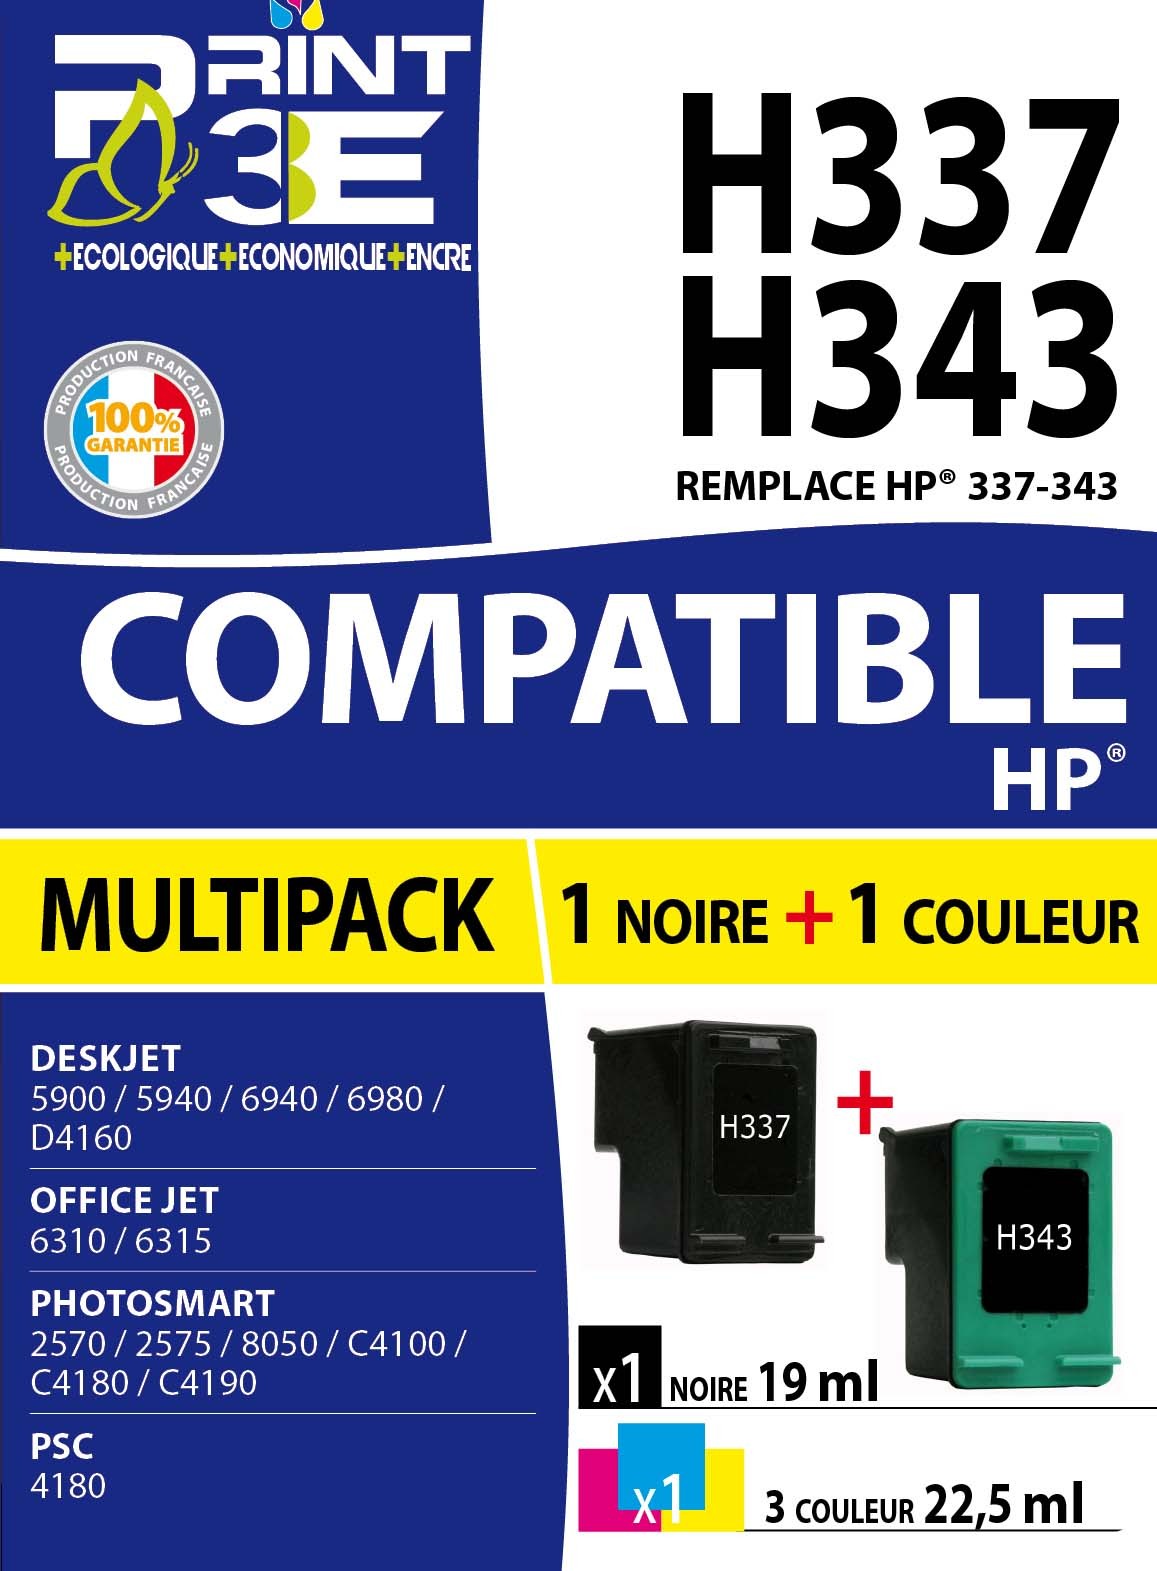 PRINT
3E
+ECOLOGIQUE+ECONOMIQUE+ENCRE
H337
H343
REMPLACE HP® 337-343
PRODUCTION FRANCAISE
100%
GARANTIE
PRODUCTION FRANCAISE
COMPATIBLE
HP®
MULTIPACK
1 NOIRE + 1 COULEUR
DESKJET
5900 / 5940 / 6940 / 6980 /
D4160
OFFICE JET
6310 / 6315
PHOTOSMART
2570 / 2575 / 8050 / C4100 /
C4180 / C4190
PSC
4180
H337
+
H343
x1 NOIRE 19 ml
x1 3 COULEUR 22,5 ml